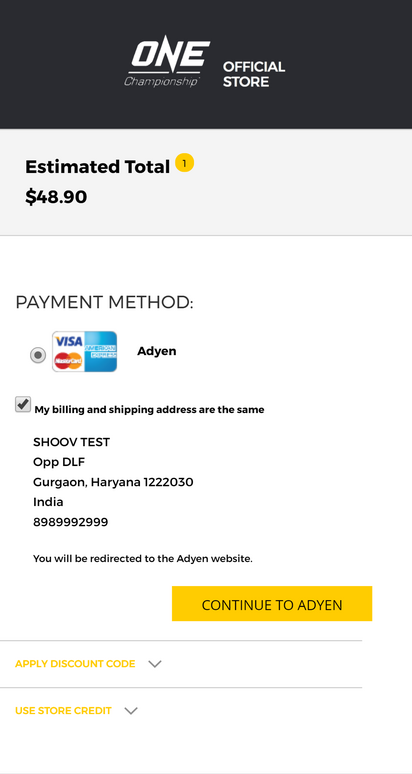 ONE
Championship
OFFICIAL
STORE
Estimated Total 1
$48.90
PAYMENT METHOD:
VISA
MasterCard
AMERICAN
EXPRESS
Adyen
My billing and shipping address are the same
SHOOV TEST
Opp DLF
Gurgaon, Haryana 1222030
India
8989992999
You will be redirected to the Adyen website.
CONTINUE TO ADYEN
APPLY DISCOUNT CODE
USE STORE CREDIT